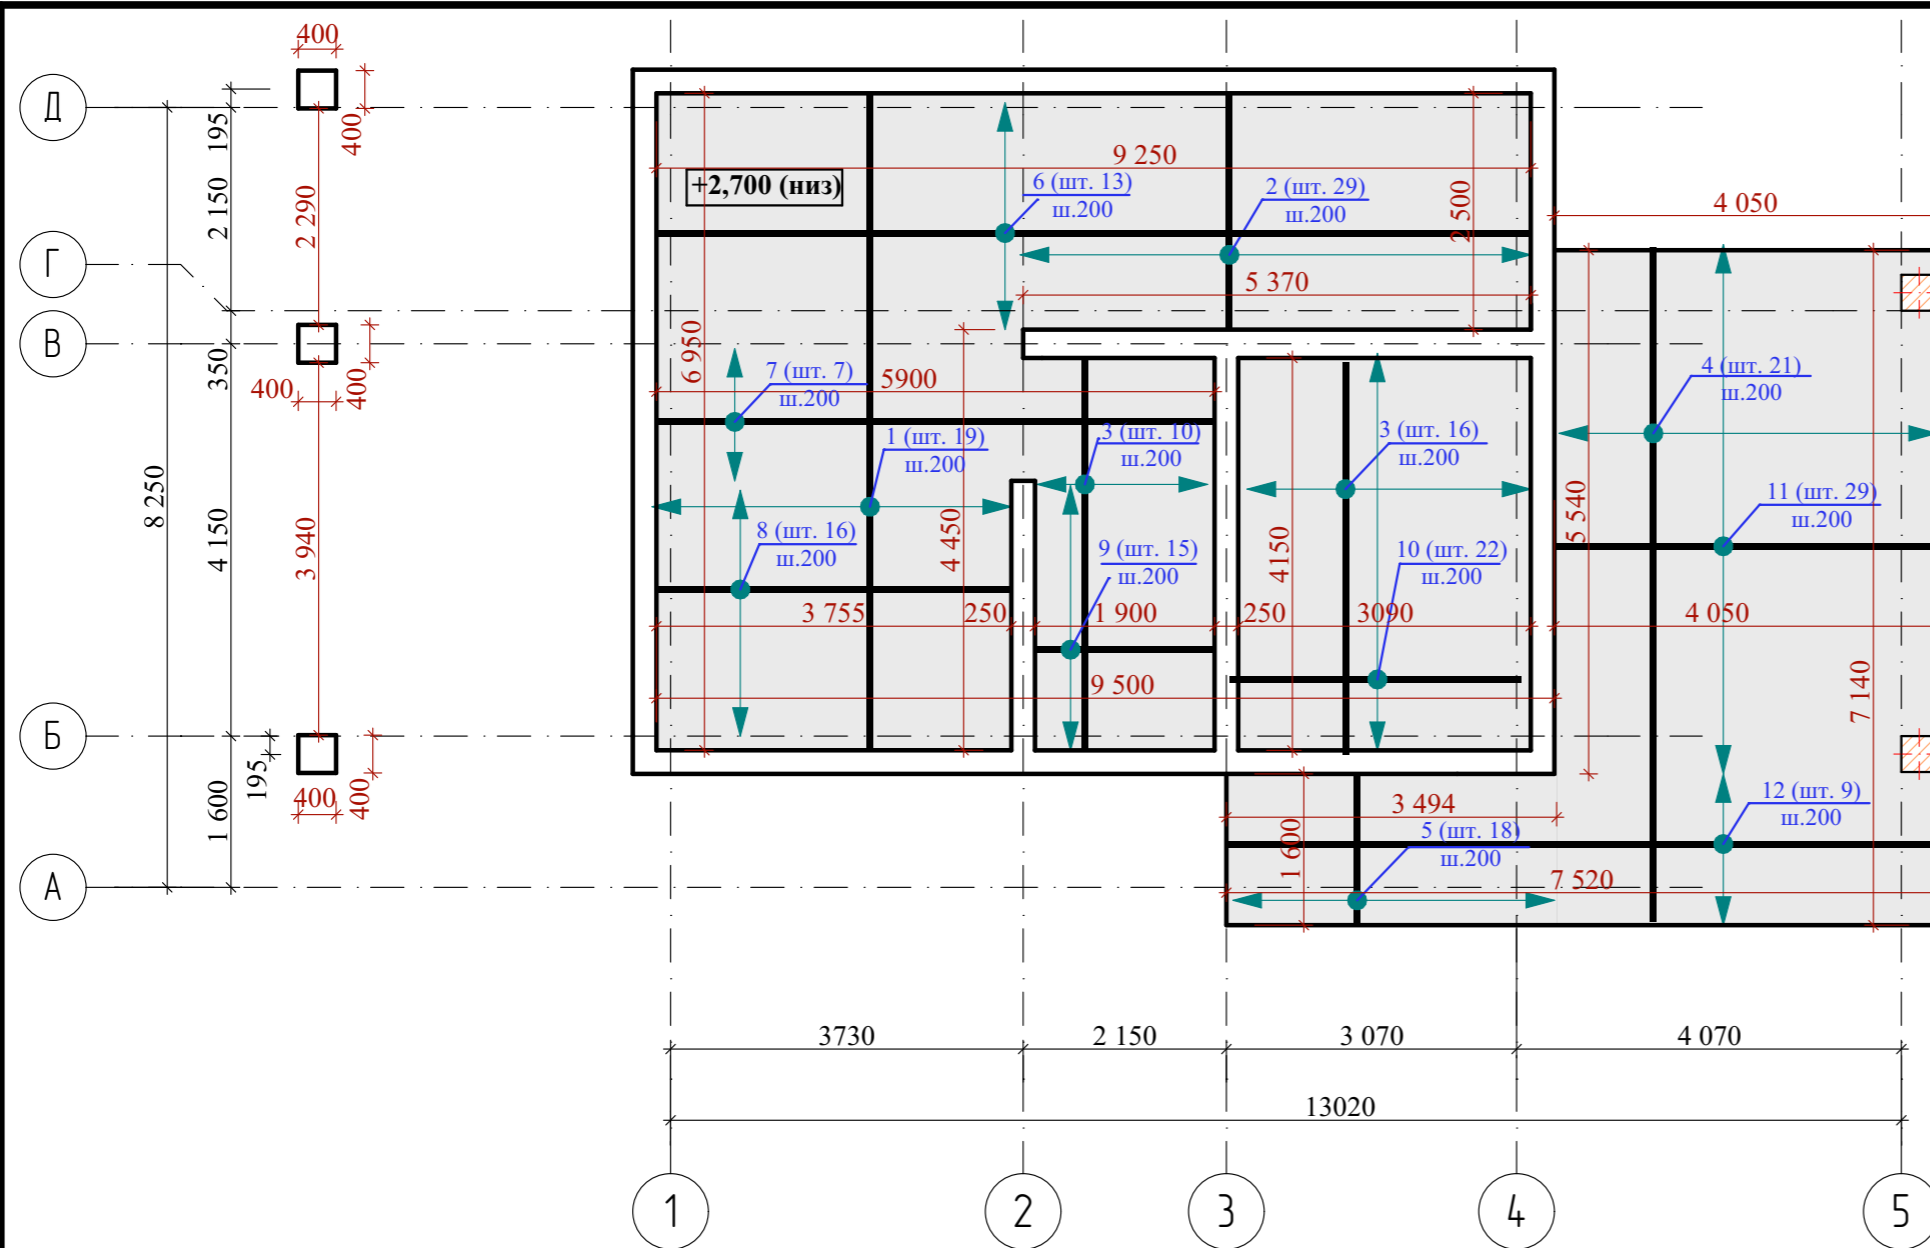 400
Д
195
400
9 250
+2,700 (низ)
6 (шт. 13)
ш.200
2 (шт. 29)
ш.200
2 500
4 050
2 150
2 290
Г
5 370
В
350
400
400
6 950
7 (шт. 7)
ш.200
5900
4 (шт. 21)
ш.200
1 (шт. 19)
ш.200
3 (шт. 10)
ш.200
3 (шт. 16)
ш.200
8 250
4 150
3 940
8 (шт. 16)
ш.200
4 450
9 (шт. 15)
ш.200
4150
10 (шт. 22)
ш.200
5 540
11 (шт. 29)
ш.200
3 755
250
1 900
250
3090
4 050
9 500
7 140
Б
195
400
400
1 600
3 494
12 (шт. 9)
ш.200
1 600
5 (шт. 18)
ш.200
7 520
А
3730
2 150
3 070
4 070
13020
1
2
3
4
5